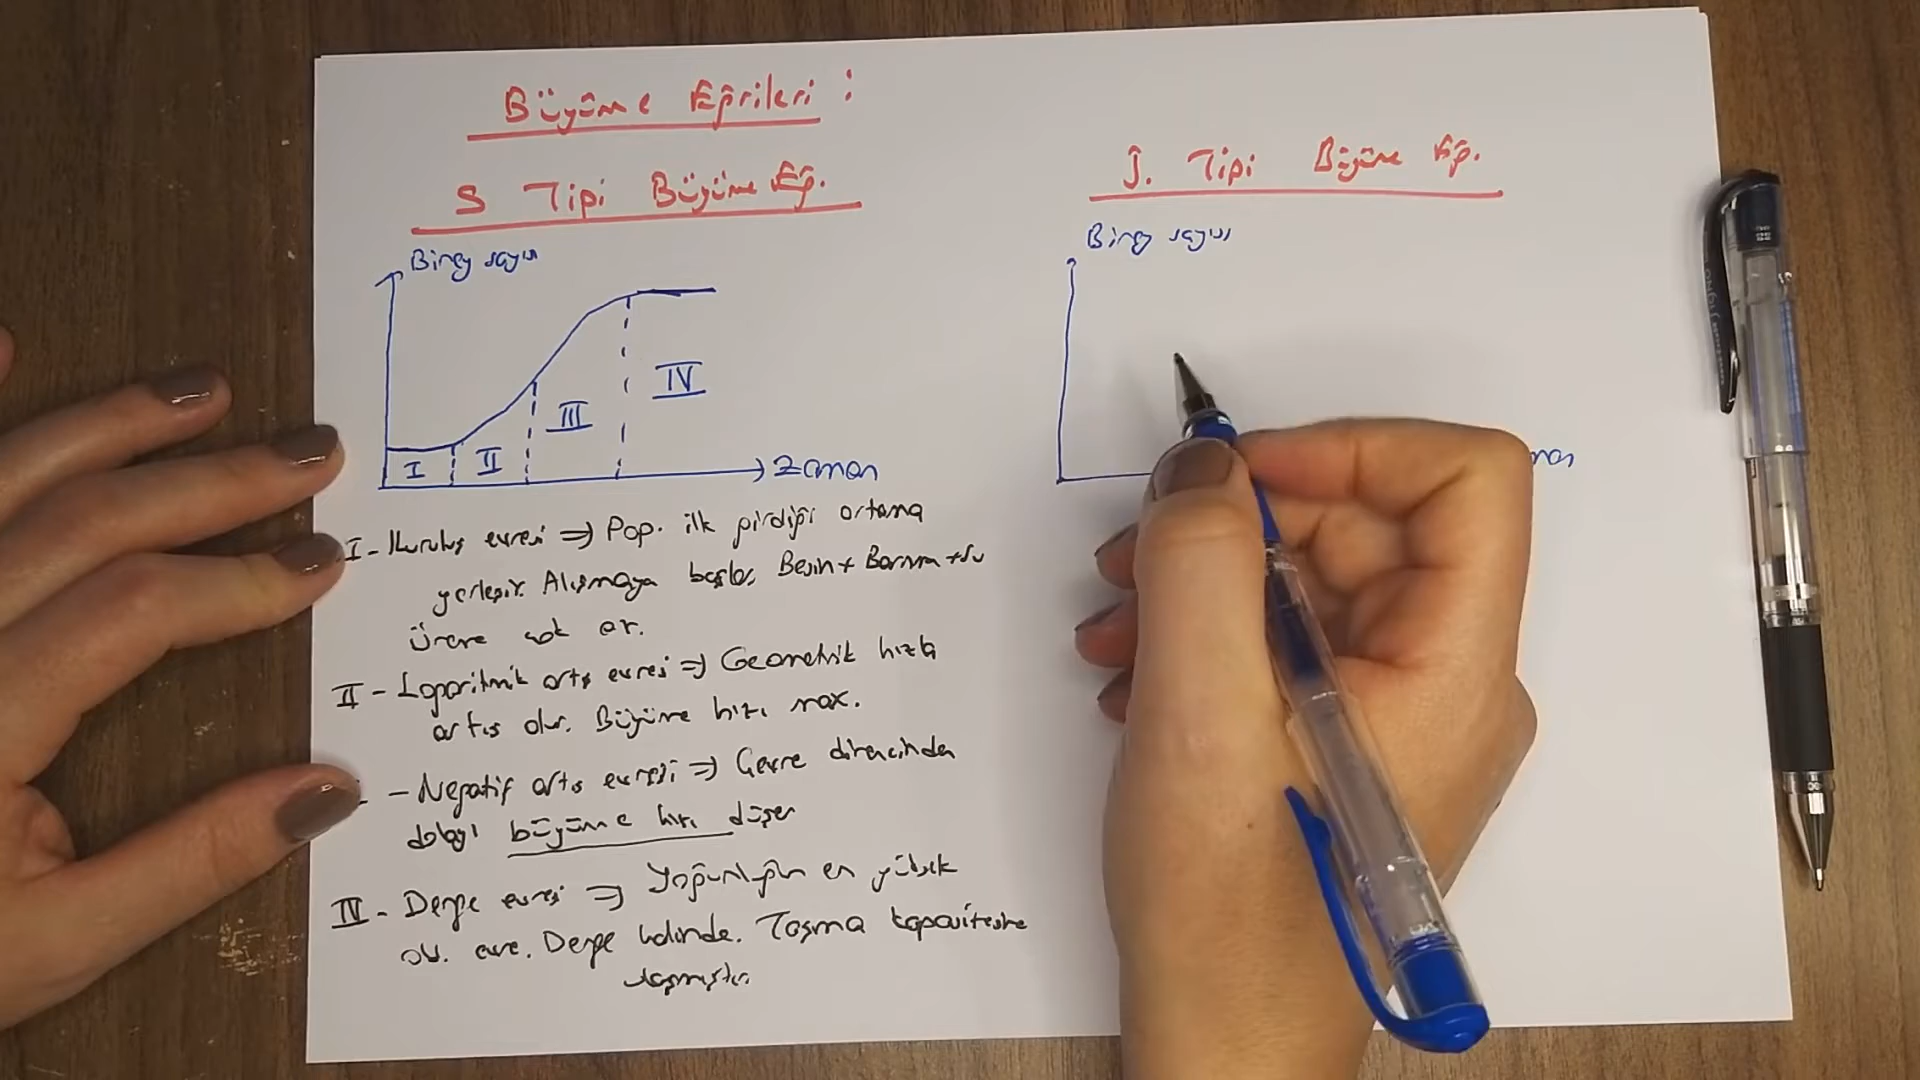 Büyüme Eğrileri :
S Tipi Büyüme Eğ.
Birey sayısı
I
II
III
IV
Zaman
I- Kuruluş evresi ⇒ Pop. ilk girdiği ortama
yerleşir. Alışmaya başlar. Besin + Barınma + Su
Üreme çok az.
II - Logaritmik artış evresi ⇒ Geometrik hızla
artış olur. Büyüme hızı max.
- Negatif artış evresi ⇒ Çevre direncinden
dolayı büyüme hızı düşer
IV - Denge evresi ⇒ Yoğunluğun en yüksek
old. evre. Denge halinde. Taşıma kapasitesine
ulaşmıştır.
J. Tipi Büyüme Eğ.
Birey sayısı